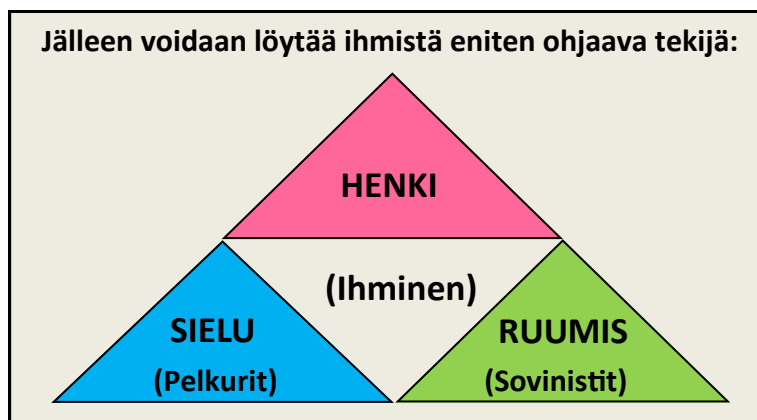 Jälleen voidaan löytää ihmistä eniten ohjaava tekijä:
HENKI
(Ihminen)
SIELU
(Pelkurit)
RUUMIS
(Sovinistit)